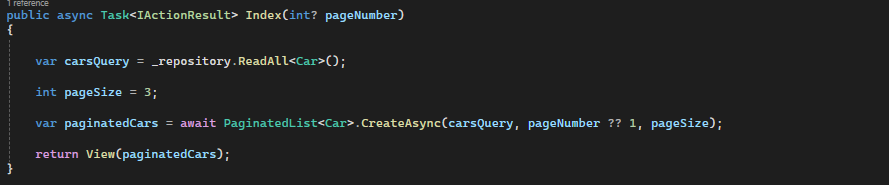 1 reference
public async Task<IActionResult> Index(int? pageNumber)
{
var carsQuery = _repository.ReadAll<Car>();
int pageSize = 3;
var paginatedCars = await PaginatedList<Car>.CreateAsync(carsQuery, pageNumber ?? 1, pageSize);
return View(paginatedCars);
}